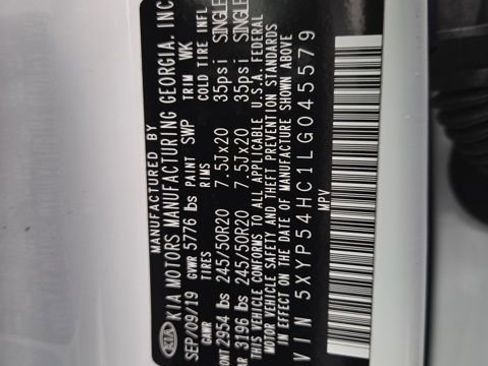 MANUFACTURED BY
KIA KIA MOTORS MANUFACTURING GEORGIA, INC
SEP/09/19 GVWR 5776 lbs PAINT SWP TRIM WK
GAWR TIRES RIMS COLD TIRE INFL
2954 lbs 245/50R20 7.5Jx20 35psi SINGLE
3196 lbs 245/50R20 7.5Jx20 35psi SINGLE
THIS VEHICLE CONFORMS TO ALL APPLICABLE U.S.A. FEDERAL
MOTOR VEHICLE SAFETY AND THEFT PREVENTION STANDARDS
IN EFFECT ON THE DATE OF MANUFACTURE SHOWN ABOVE
VIN 5XYP54HC1LG045579
MPV